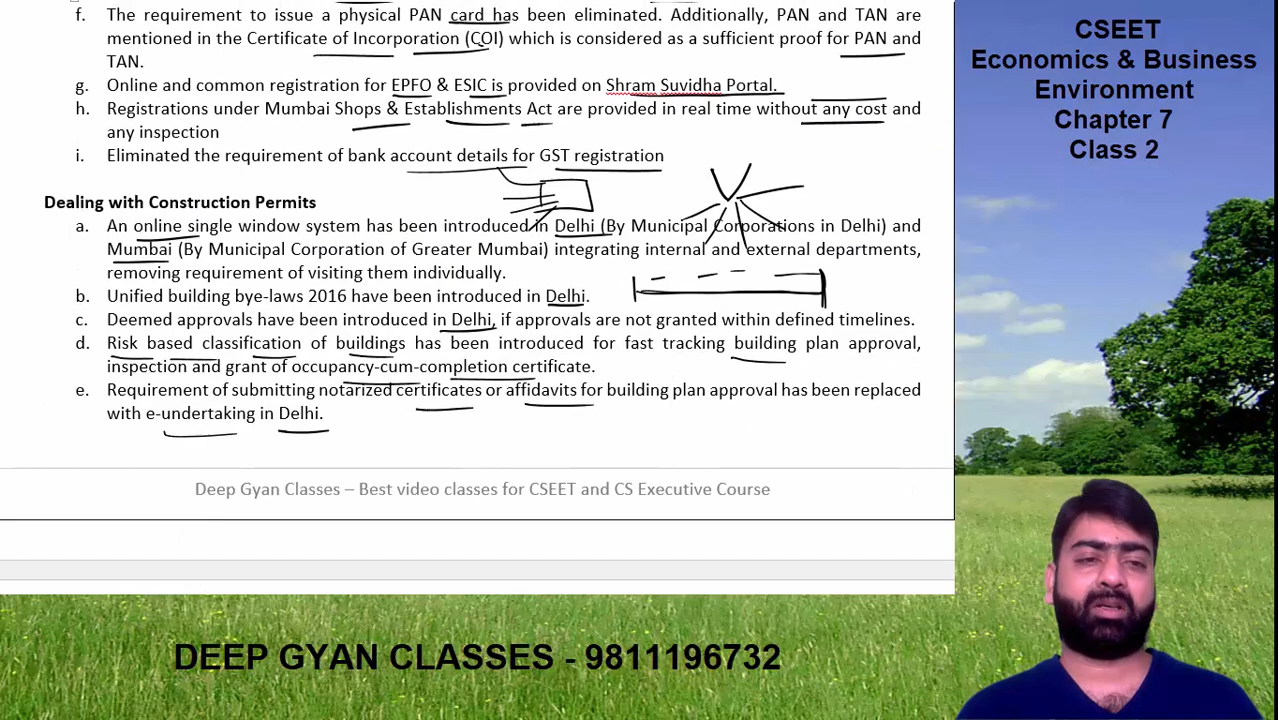 f. The requirement to issue a physical PAN card has been eliminated. Additionally, PAN and TAN are
mentioned in the Certificate of Incorporation (COI) which is considered as a sufficient proof for PAN and
TAN.
g. Online and common registration for EPFO & ESIC is provided on Shram Suvidha Portal.
h. Registrations under Mumbai Shops & Establishments Act are provided in real time without any cost and
any inspection
i. Eliminated the requirement of bank account details for GST registration
Dealing with Construction Permits
a. An online single window system has been introduced in Delhi (By Municipal Corporations in Delhi) and
Mumbai (By Municipal Corporation of Greater Mumbai) integrating internal and external departments,
removing requirement of visiting them individually.
b. Unified building bye-laws 2016 have been introduced in Delhi.
c. Deemed approvals have been introduced in Delhi, if approvals are not granted within defined timelines.
d. Risk based classification of buildings has been introduced for fast tracking building plan approval,
inspection and grant of occupancy-cum-completion certificate.
e. Requirement of submitting notarized certificates or affidavits for building plan approval has been replaced
with e-undertaking in Delhi.
Deep Gyan Classes – Best video classes for CSEET and CS Executive Course
CSEET
Economics & Business
Environment
Chapter 7
Class 2
DEEP GYAN CLASSES - 9811196732